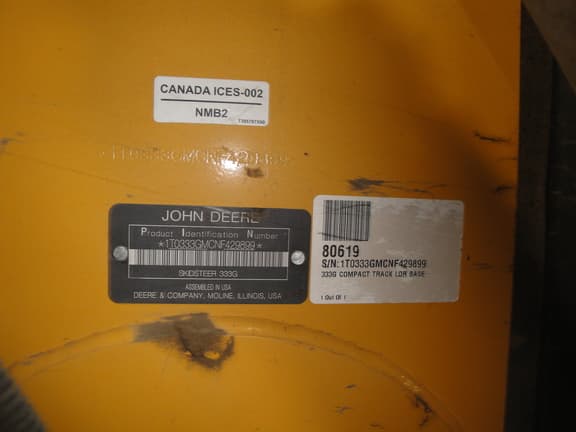 CANADA ICES-002
NMB2
1T0333GMCNF429899
JOHN DEERE
Product Identification Number
*1T0333GMCNF429899*
SKIDSTEER 333G
ASSEMBLED IN USA
DEERE & COMPANY, MOLINE, ILLINOIS, USA
80619
S/N:1T0333GMCNF429899
333G COMPACT TRACK LDR BASE
1 Out Of 1